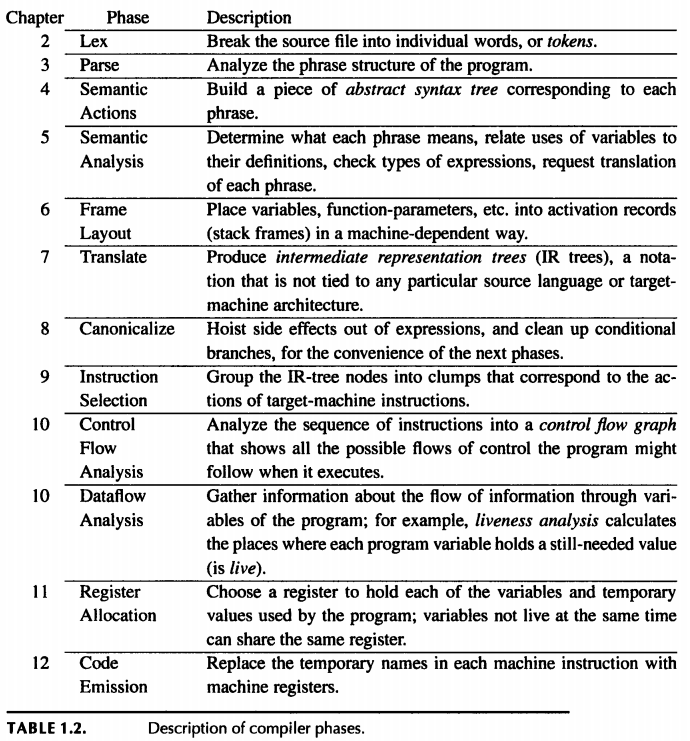 Chapter Phase Description
2 Lex Break the source file into individual words, or tokens.
3 Parse Analyze the phrase structure of the program.
4 Semantic Build a piece of abstract syntax tree corresponding to each
Actions phrase.
5 Semantic Determine what each phrase means, relate uses of variables to
Analysis their definitions, check types of expressions, request translation
of each phrase.
6 Frame Place variables, function-parameters, etc. into activation records
Layout (stack frames) in a machine-dependent way.
7 Translate Produce intermediate representation trees (IR trees), a nota-
tion that is not tied to any particular source language or target-
machine architecture.
8 Canonicalize Hoist side effects out of expressions, and clean up conditional
branches, for the convenience of the next phases.
9 Instruction Group the IR-tree nodes into clumps that correspond to the ac-
Selection tions of target-machine instructions.
10 Control Analyze the sequence of instructions into a control flow graph
Flow that shows all the possible flows of control the program might
Analysis follow when it executes.
10 Dataflow Gather information about the flow of information through vari-
Analysis ables of the program; for example, liveness analysis calculates
the places where each program variable holds a still-needed value
(is live).
11 Register Choose a register to hold each of the variables and temporary
Allocation values used by the program; variables not live at the same time
can share the same register.
12 Code Replace the temporary names in each machine instruction with
Emission machine registers.
TABLE 1.2. Description of compiler phases.